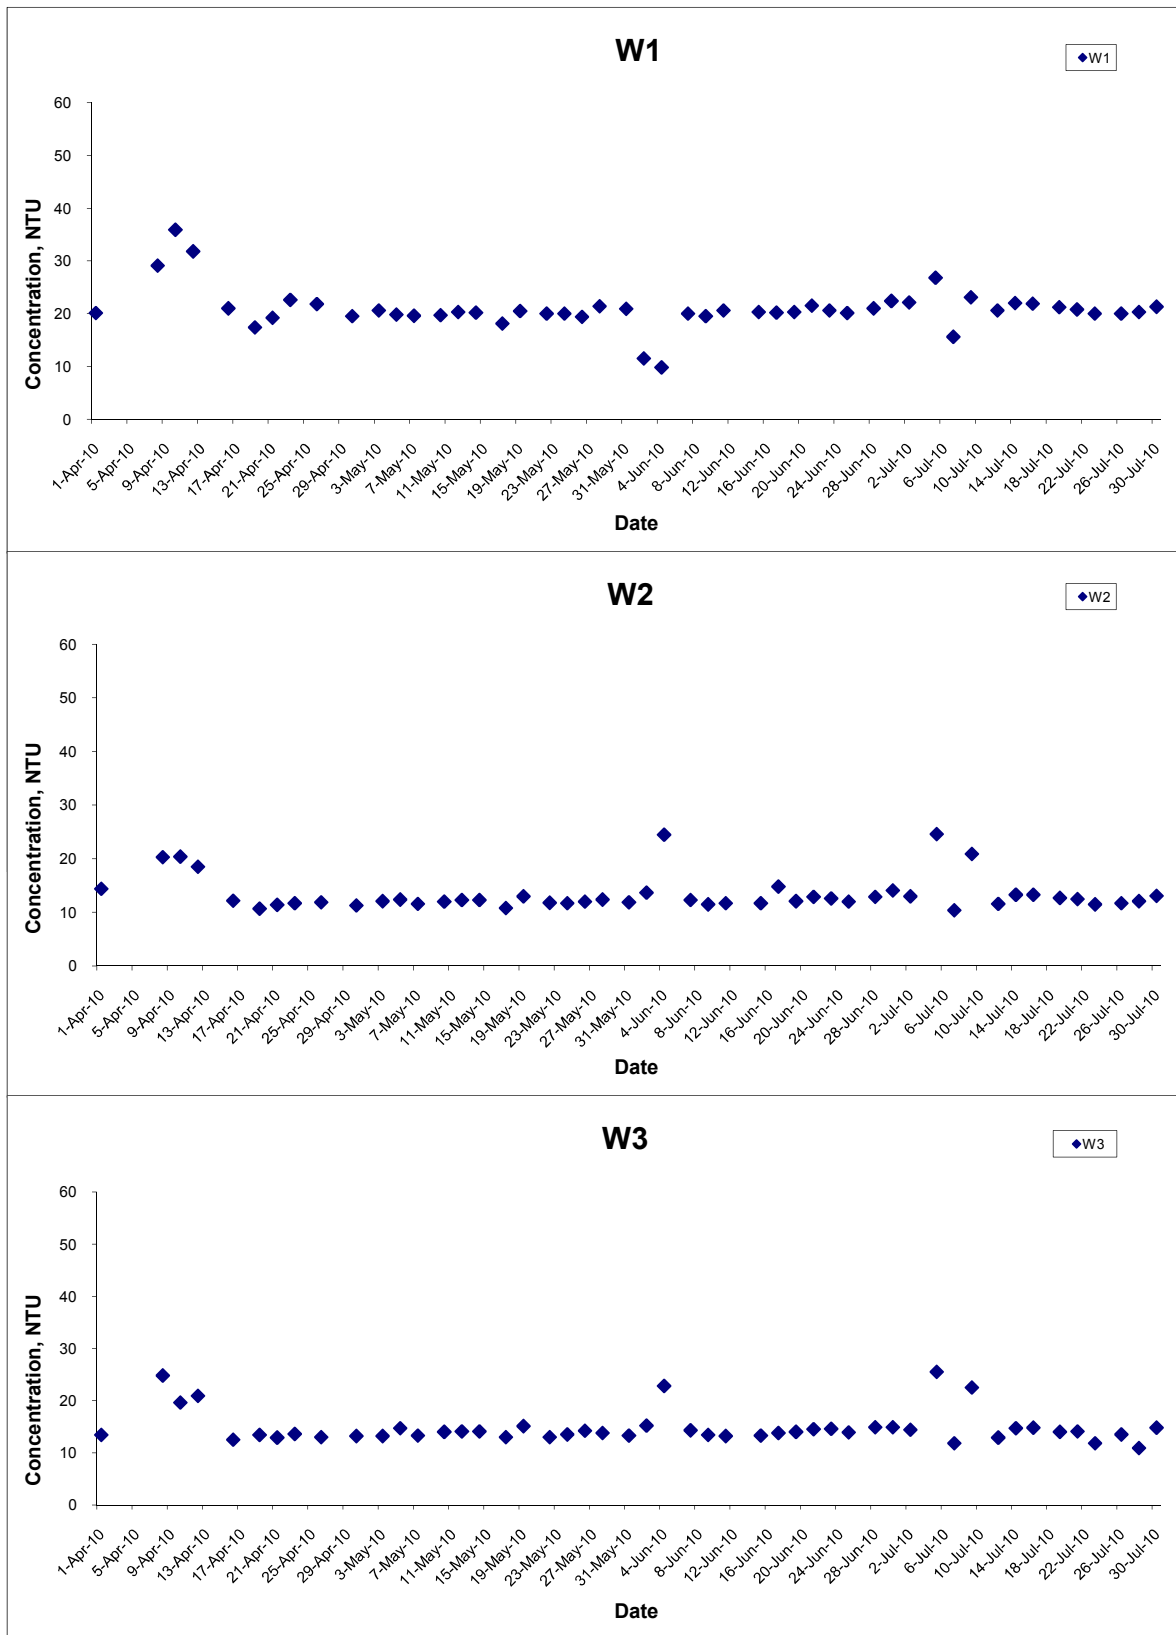 W1
W1
60
50
40
30
20
10
0
Concentration, NTU
1-Apr-10 5-Apr-10 9-Apr-10 13-Apr-10 17-Apr-10 21-Apr-10 25-Apr-10 29-Apr-10 3-May-10 7-May-10 11-May-10 15-May-10 19-May-10 23-May-10 27-May-10 31-May-10 4-Jun-10 8-Jun-10 12-Jun-10 16-Jun-10 20-Jun-10 24-Jun-10 28-Jun-10 2-Jul-10 6-Jul-10 10-Jul-10 14-Jul-10 18-Jul-10 22-Jul-10 26-Jul-10 30-Jul-10
Date
W2
W2
60
50
40
30
20
10
0
Concentration, NTU
1-Apr-10 5-Apr-10 9-Apr-10 13-Apr-10 17-Apr-10 21-Apr-10 25-Apr-10 29-Apr-10 3-May-10 7-May-10 11-May-10 15-May-10 19-May-10 23-May-10 27-May-10 31-May-10 4-Jun-10 8-Jun-10 12-Jun-10 16-Jun-10 20-Jun-10 24-Jun-10 28-Jun-10 2-Jul-10 6-Jul-10 10-Jul-10 14-Jul-10 18-Jul-10 22-Jul-10 26-Jul-10 30-Jul-10
Date
W3
W3
60
50
40
30
20
10
0
Concentration, NTU
1-Apr-10 5-Apr-10 9-Apr-10 13-Apr-10 17-Apr-10 21-Apr-10 25-Apr-10 29-Apr-10 3-May-10 7-May-10 11-May-10 15-May-10 19-May-10 23-May-10 27-May-10 31-May-10 4-Jun-10 8-Jun-10 12-Jun-10 16-Jun-10 20-Jun-10 24-Jun-10 28-Jun-10 2-Jul-10 6-Jul-10 10-Jul-10 14-Jul-10 18-Jul-10 22-Jul-10 26-Jul-10 30-Jul-10
Date